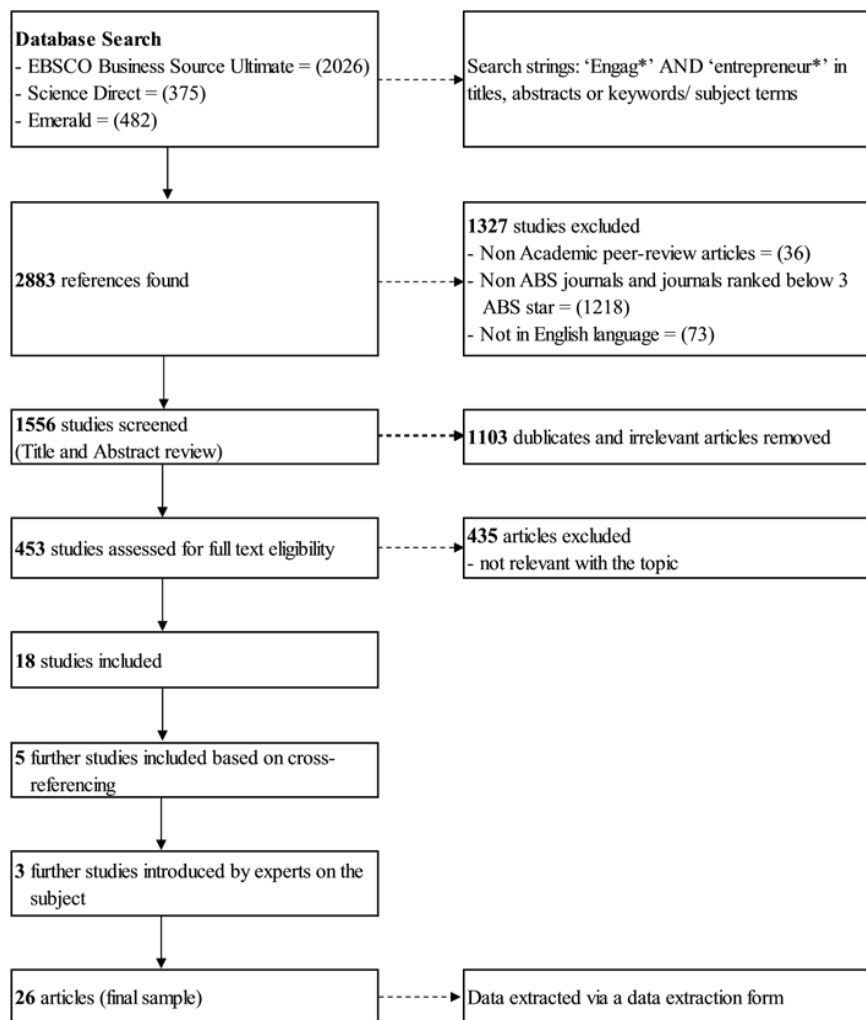 Database Search
- EBSCO Business Source Ultimate = (2026)
- Science Direct = (375)
- Emerald = (482)
Search strings: ‘Engag*’ AND ‘entrepreneur*’ in
titles, abstracts or keywords/ subject terms
2883 references found
1327 studies excluded
- Non Academic peer-review articles = (36)
- Non ABS journals and journals ranked below 3
ABS star = (1218)
- Not in English language = (73)
1556 studies screened
(Title and Abstract review)
1103 dublicates and irrelevant articles removed
453 studies assessed for full text eligibility
435 articles excluded
- not relevant with the topic
18 studies included
5 further studies included based on cross-
referencing
3 further studies introduced by experts on the
subject
26 articles (final sample)
Data extracted via a data extraction form